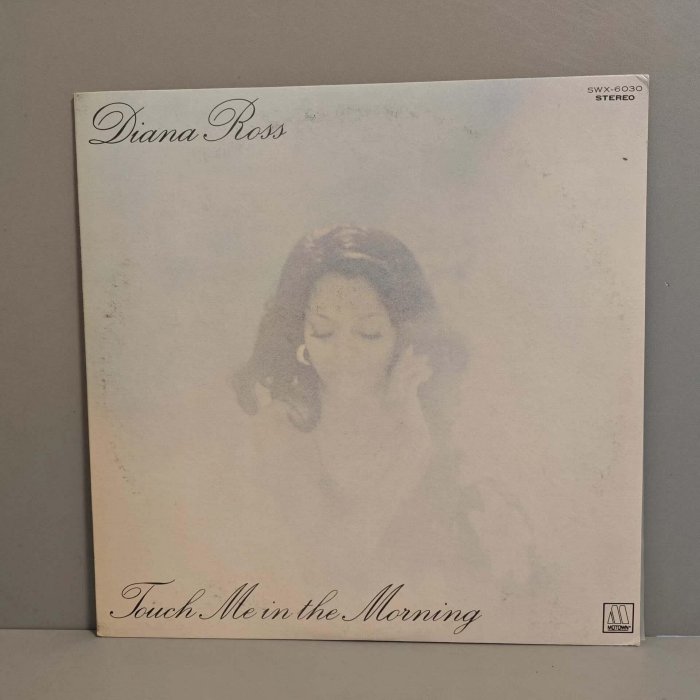 Diana Ross
SWX-6030
STEREO
Touch Me in the Morning
MOTOWN